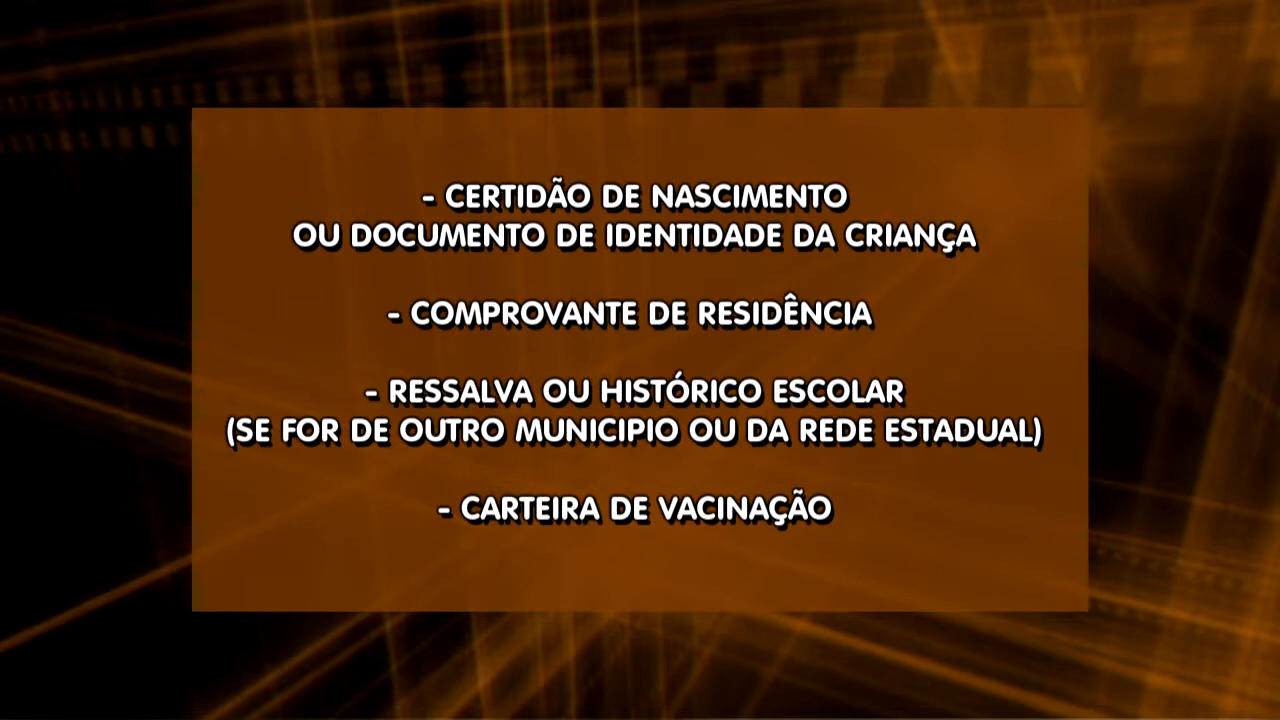 - CERTIDÃO DE NASCIMENTO
OU DOCUMENTO DE IDENTIDADE DA CRIANÇA
- COMPROVANTE DE RESIDÊNCIA
- RESSALVA OU HISTÓRICO ESCOLAR
(SE FOR DE OUTRO MUNICIPIO OU DA REDE ESTADUAL)
- CARTEIRA DE VACINAÇÃO